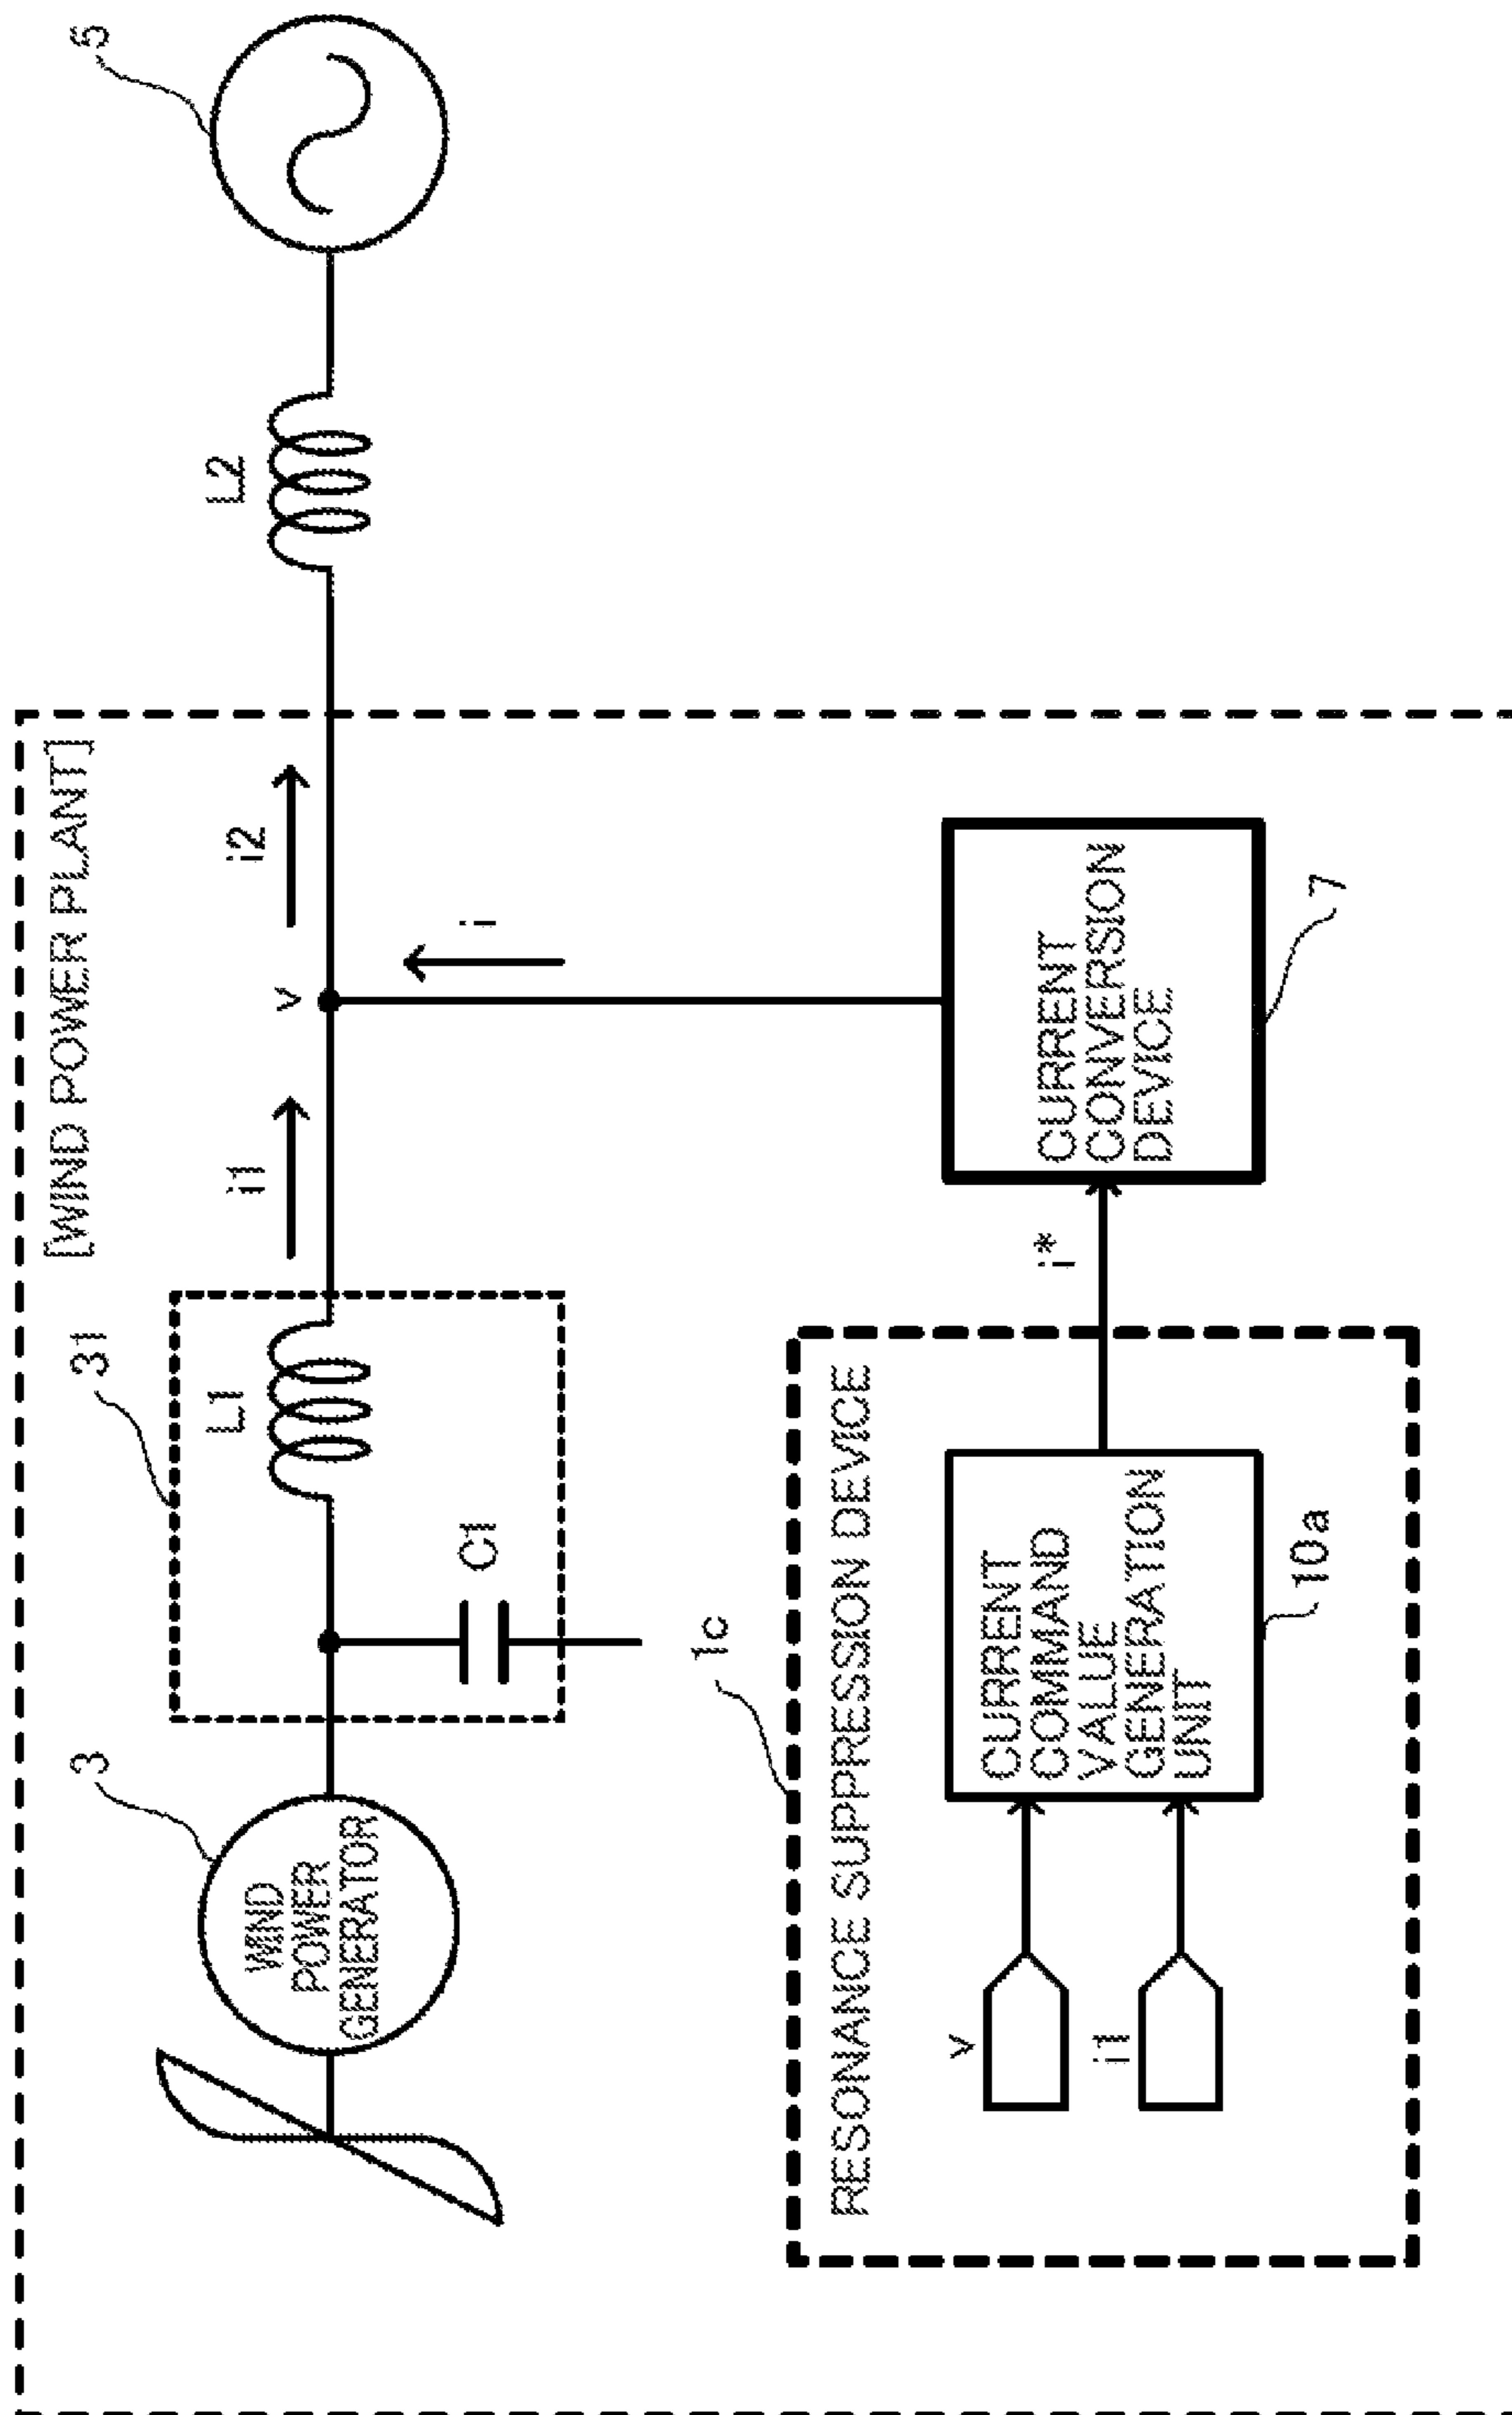 [WIND POWER PLANT]
3
31
5
WIND
POWER
GENERATOR
L1
C1
i1
v
i2
i
L2
1c
RESONANCE SUPPRESSION DEVICE
v
i1
CURRENT
COMMAND
VALUE
GENERATION
UNIT
10a
i*
CURRENT
CONVERSION
DEVICE
7